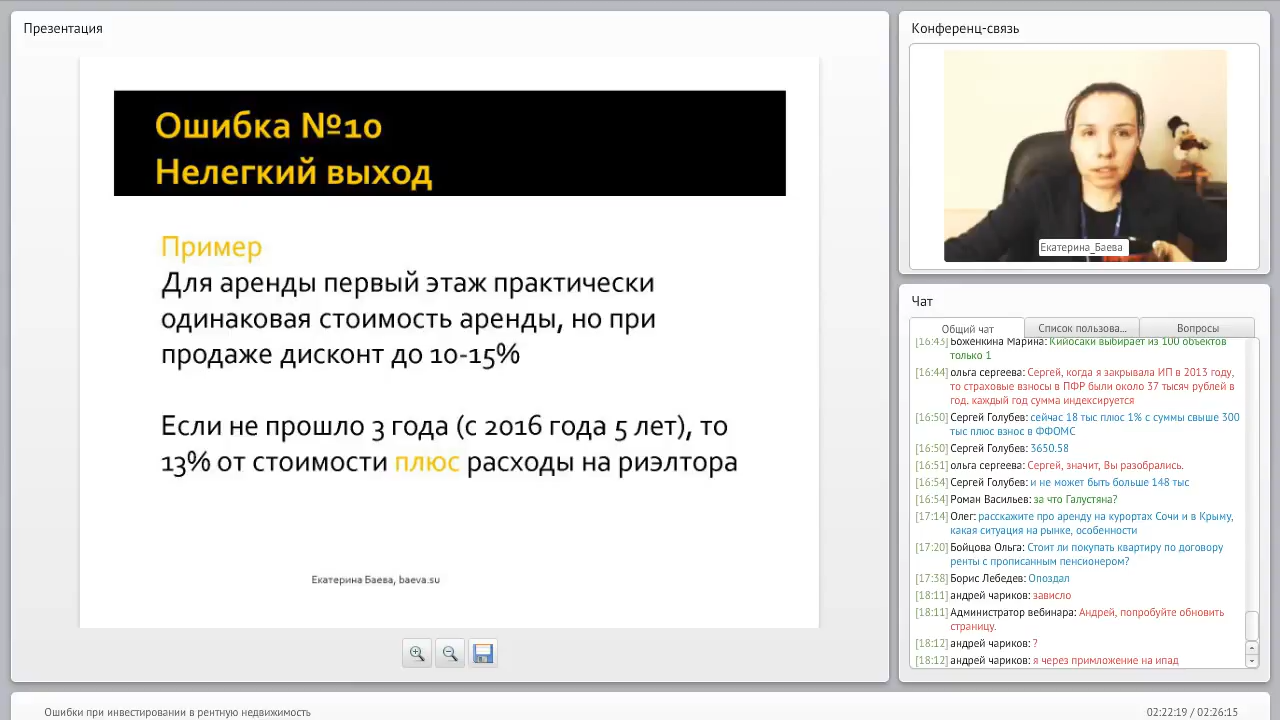 Презентация
Ошибка №10
Нелегкий выход
Пример
Для аренды первый этаж практически
одинаковая стоимость аренды, но при
продаже дисконт до 10-15%
Если не прошло 3 года (с 2016 года 5 лет), то
13% от стоимости плюс расходы на риэлтора
Екатерина Баева, baeva.su
Конференц-связь
Екатерина_Баева
Чат
Общий чат
Список пользова...
Вопросы
[16:43] Боженкина Марина: Кийосаки выбирает из 100 объектов
только 1
[16:44] ольга сергеева: Сергей, когда я закрывала ИП в 2013 году,
то страховые взносы в ПФР были около 37 тысяч рублей в
год. каждый год сумма индексируется
[16:50] Сергей Голубев: сейчас 18 тыс плюс 1% с суммы свыше 300
тыс плюс взнос в ФФОМС
[16:50] Сергей Голубев: 3650.58
[16:51] ольга сергеева: Сергей, значит, Вы разобрались.
[16:54] Сергей Голубев: и не может быть больше 148 тыс
[16:54] Роман Васильев: за что Галустяна?
[17:14] Олег: расскажите про аренду на курортах Сочи и в Крыму,
какая ситуация на рынке, особенности
[17:20] Бойцова Ольга: Стоит ли покупать квартиру по договору
ренты с прописанным пенсионером?
[17:38] Борис Лебедев: Опоздал
[18:11] андрей чариков: зависло
[18:11] Администратор вебинара: Андрей, попробуйте обновить
страницу.
[18:12] андрей чариков: ?
[18:12] андрей чариков: я через примложение на ипад
Ошибки при инвестировании в рентную недвижимость
02:22:19 / 02:26:15